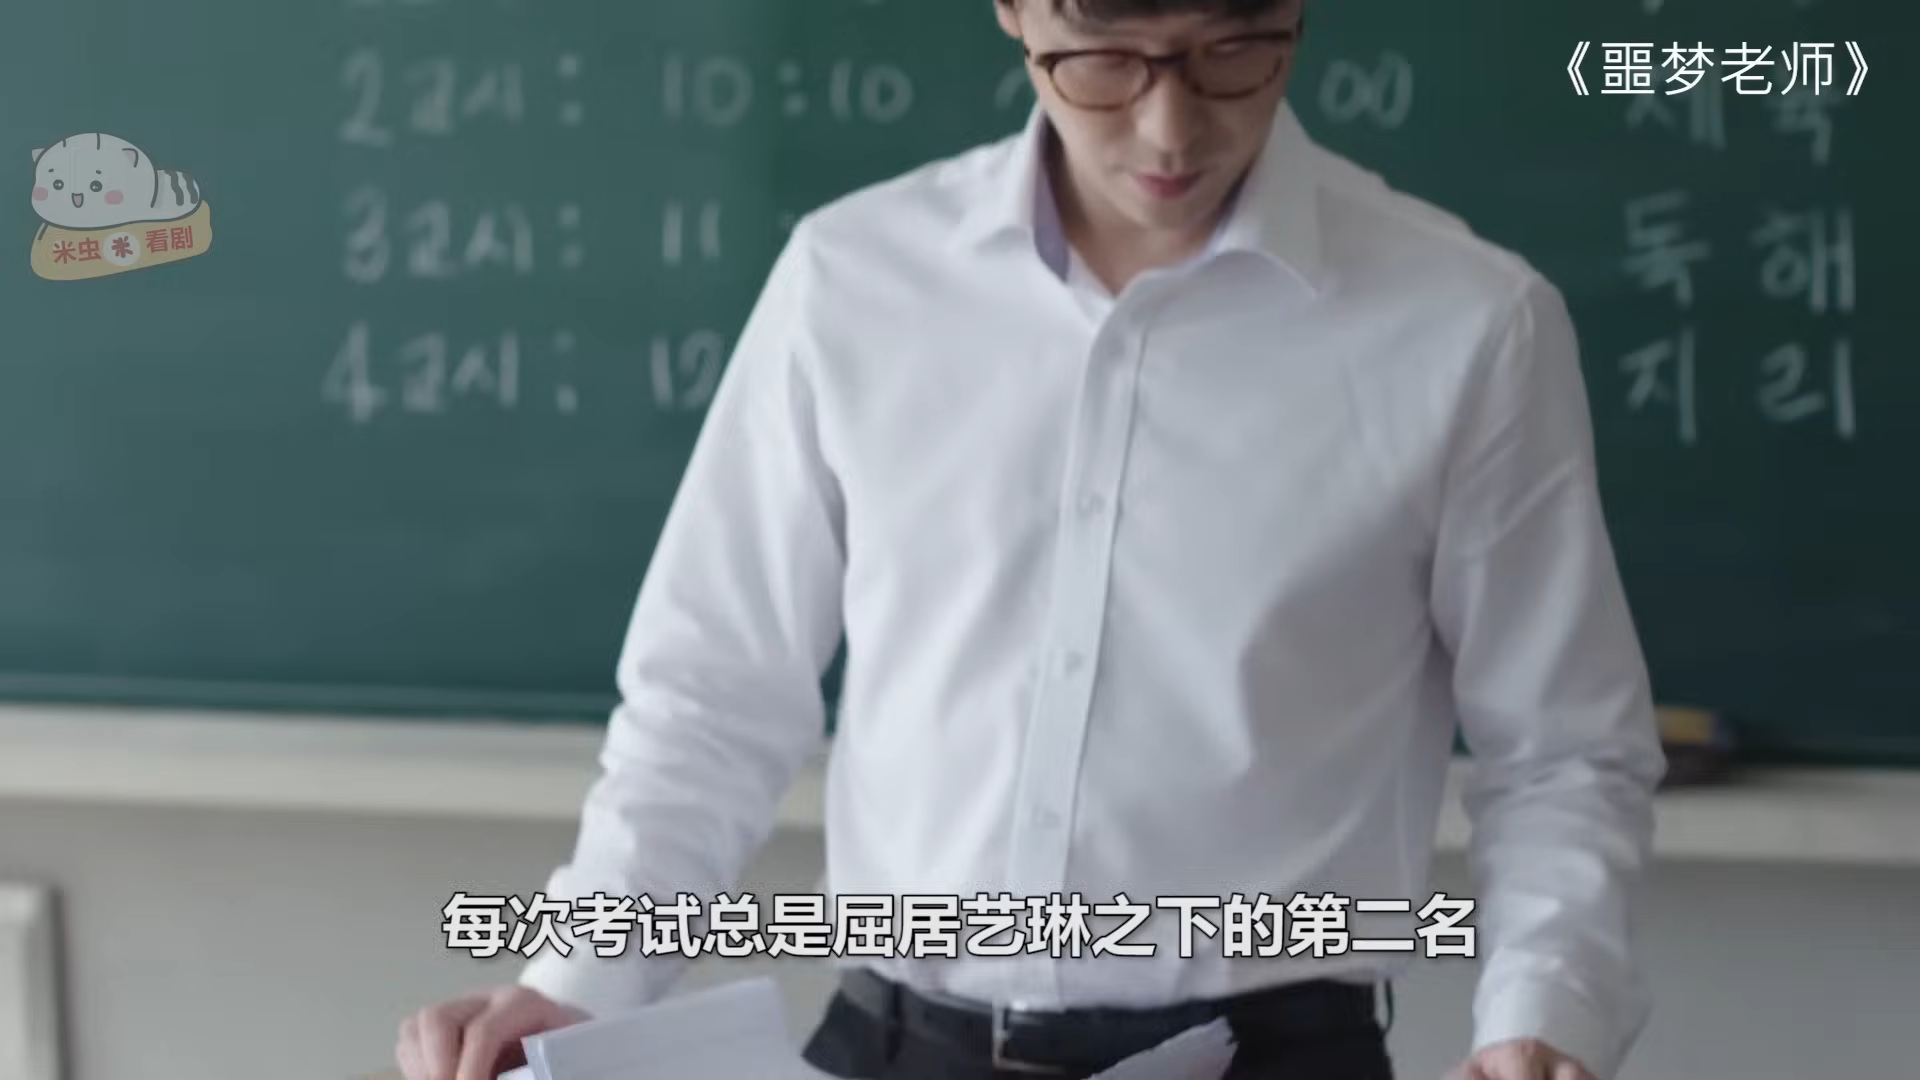 《噩梦老师》
2교시 : 10:10 ~ 00
체육
米虫米看剧
3교시 : 11
독해
4교시 : 12
지리
每次考试总是屈居艺琳之下的第二名